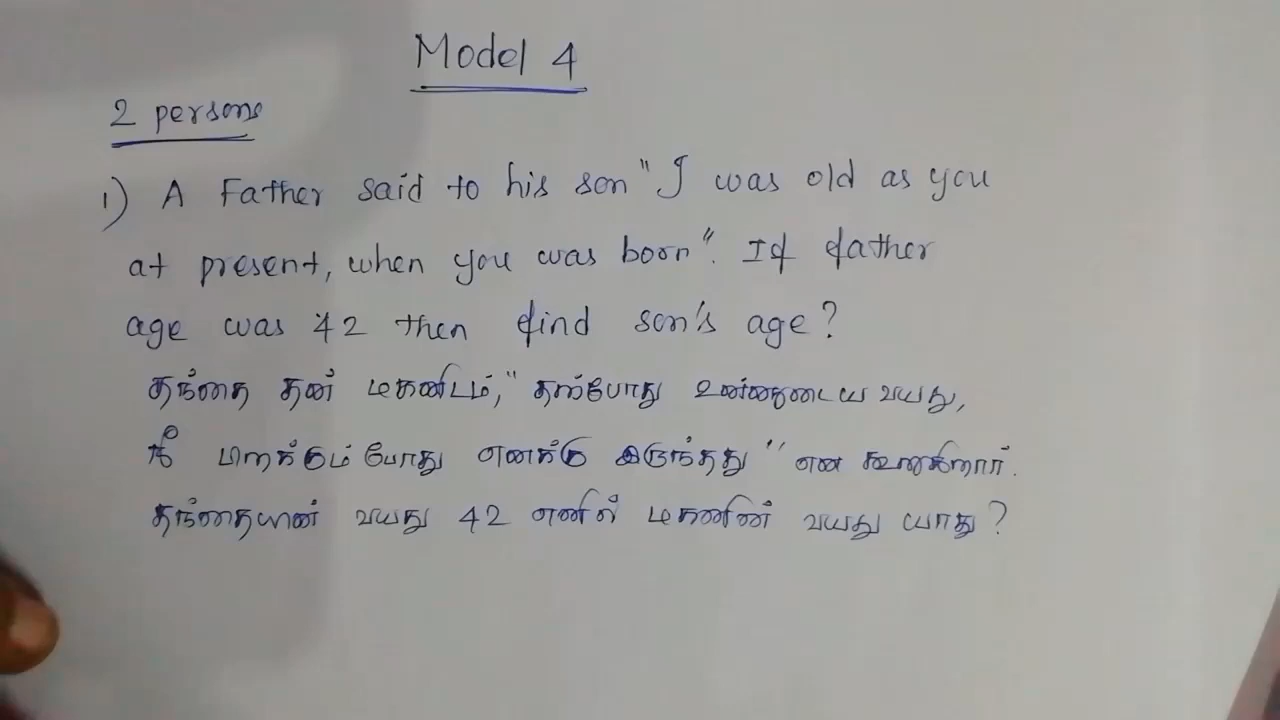 Model 4
2 persons
1) A Father said to his son "I was old as you
at present, when you was born". If father
age was 42 then find son's age?
தந்தை தன் மகனிடம்," தற்போது உன்னுடைய வயது,
நீ பிறக்கும் போது எனக்கு இருந்தது" என கூறுகிறார்.
தந்தையின் வயது 42 எனில் மகனின் வயது யாது?